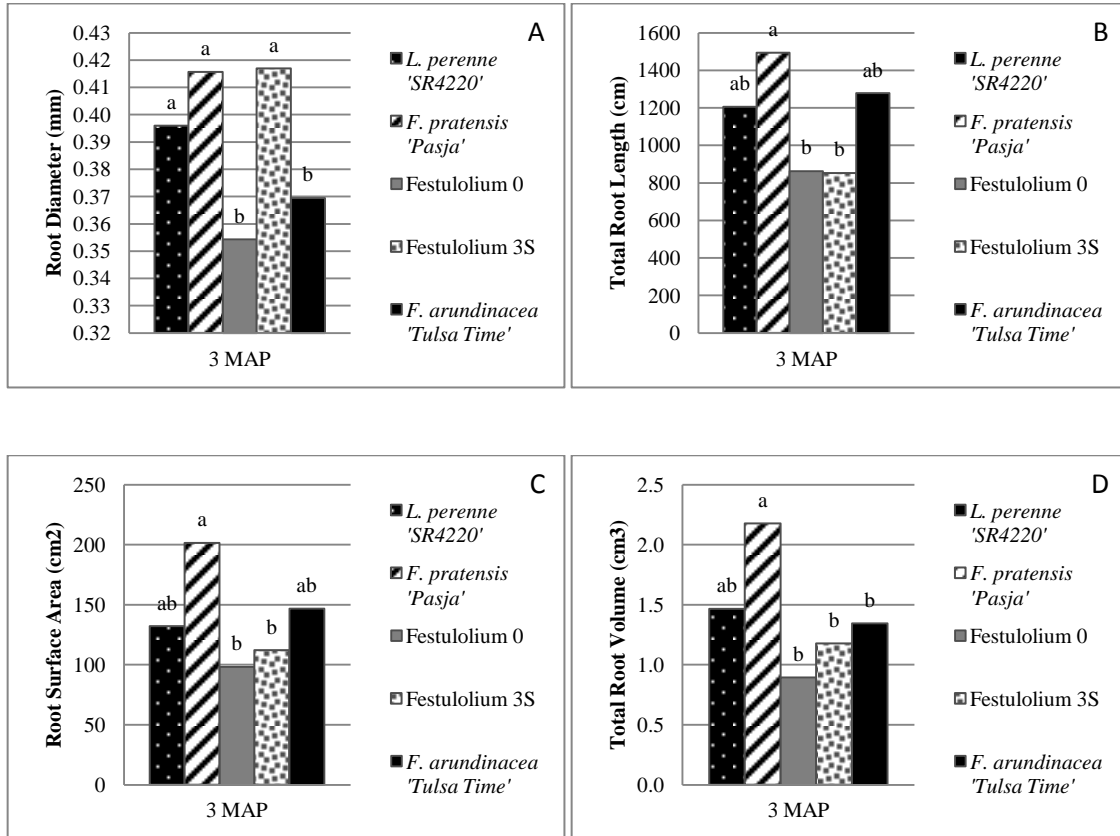 A
Root Diameter (mm)
0.43
0.42
0.41
0.40
0.39
0.38
0.37
0.36
0.35
0.34
0.33
0.32
a
a
b
a
b
3 MAP
L. perenne
'SR4220'
F. pratensis
'Pasja'
Festulolium 0
Festulolium 3S
F. arundinacea
'Tulsa Time'
B
Total Root Length (cm)
1600
1400
1200
1000
800
600
400
200
0
ab
a
b
b
ab
3 MAP
L. perenne
'SR4220'
F. pratensis
'Pasja'
Festulolium 0
Festulolium 3S
F. arundinacea
'Tulsa Time'
C
Root Surface Area (cm2)
250
200
150
100
50
0
ab
a
b
b
ab
3 MAP
L. perenne
'SR4220'
F. pratensis
'Pasja'
Festulolium 0
Festulolium 3S
F. arundinacea
'Tulsa Time'
D
Total Root Volume (cm3)
2.5
2.0
1.5
1.0
0.5
0.0
ab
a
b
b
b
3 MAP
L. perenne
'SR4220'
F. pratensis
'Pasja'
Festulolium 0
Festulolium 3S
F. arundinacea
'Tulsa Time'